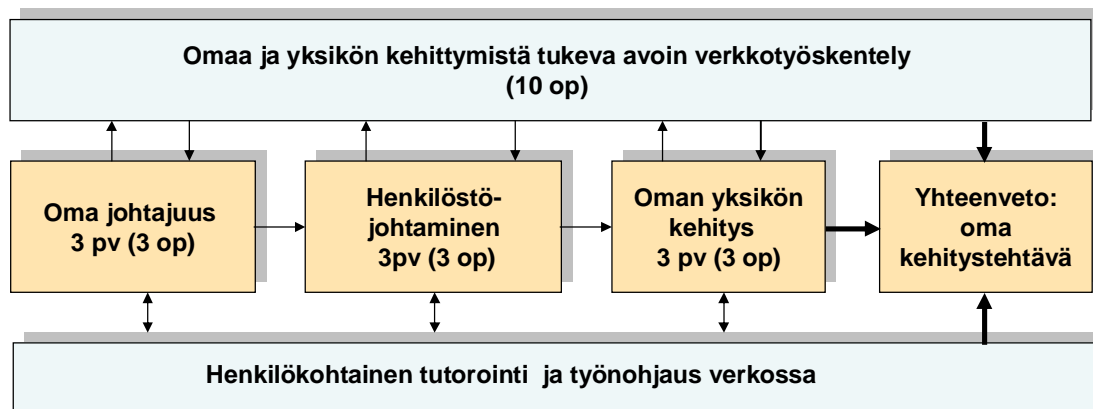 Omaa ja yksikön kehittymistä tukeva avoin verkkotyöskentely
(10 op)
Oma johtajuus
3 pv (3 op)
Henkilöstö-
johtaminen
3pv (3 op)
Oman yksikön
kehitys
3 pv (3 op)
Yhteenveto:
oma
kehitystehtävä
Henkilökohtainen tutorointi ja työnohjaus verkossa